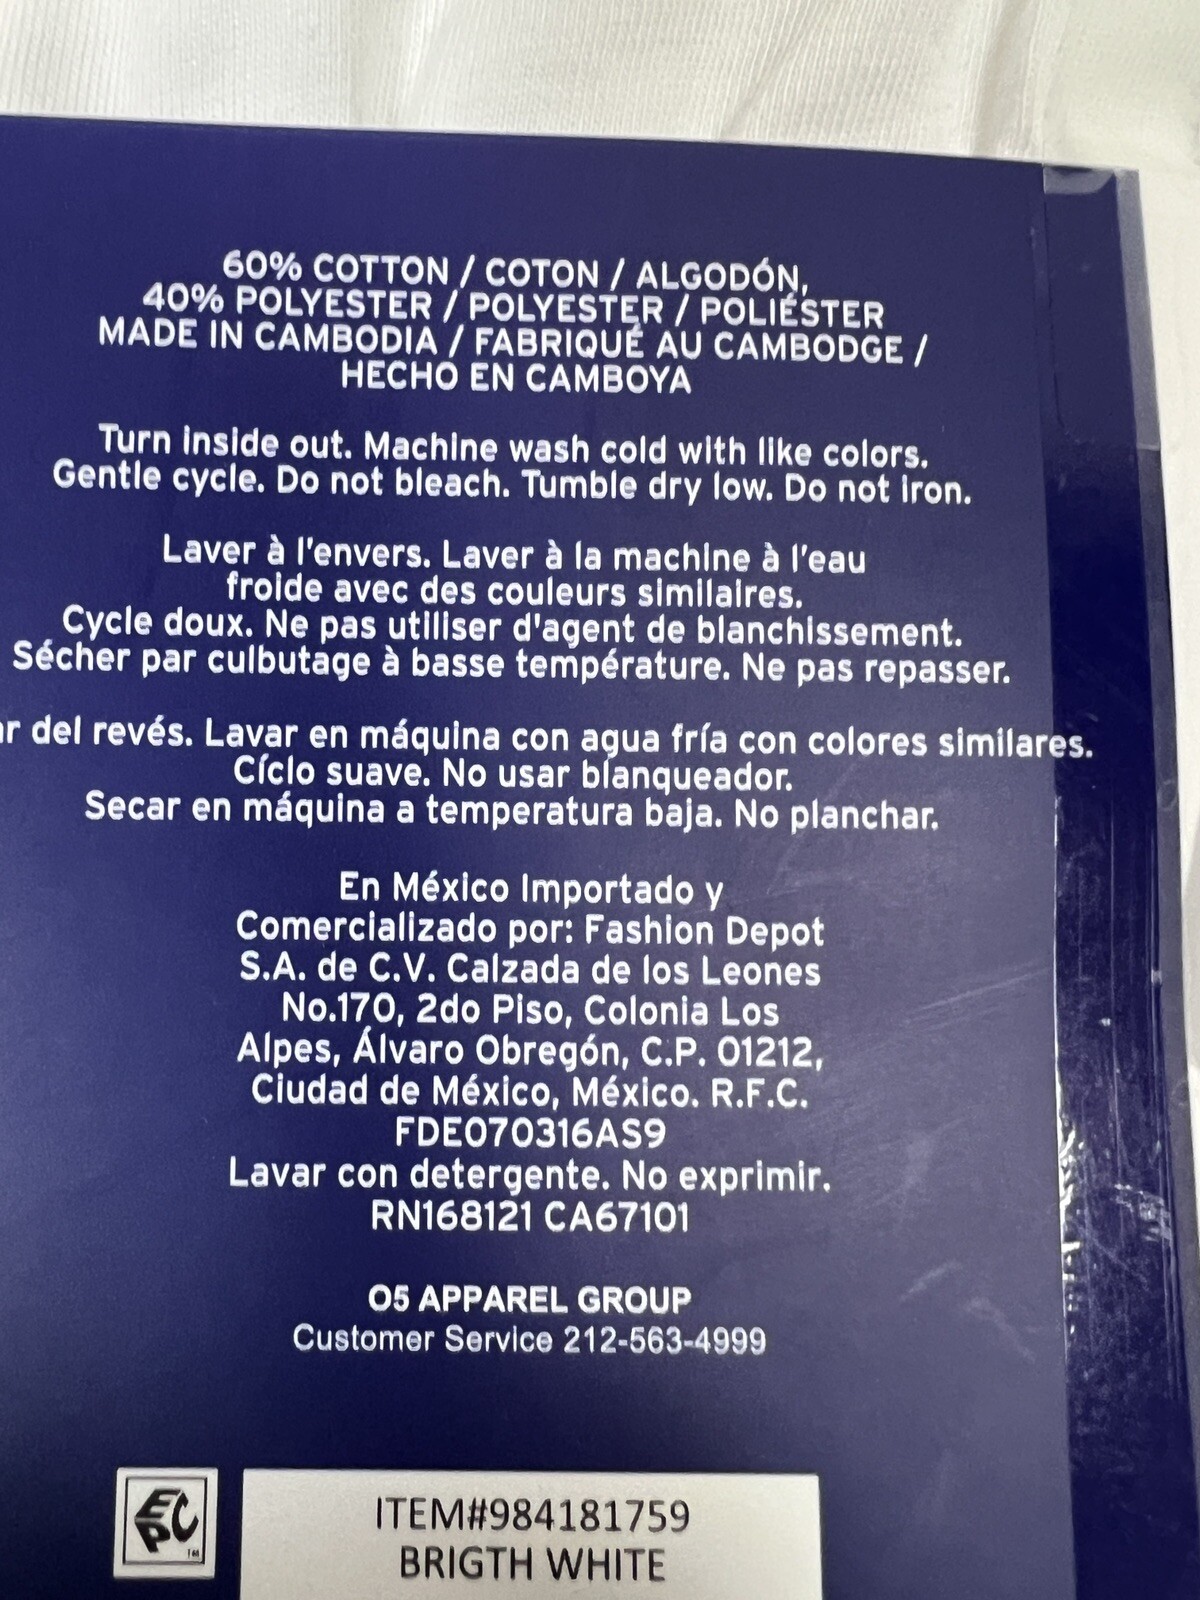 60% COTTON / COTON / ALGODÓN,
40% POLYESTER / POLYESTER / POLIÉSTER
MADE IN CAMBODIA / FABRIQUÉ AU CAMBODGE /
HECHO EN CAMBOYA
Turn inside out. Machine wash cold with like colors.
Gentle cycle. Do not bleach. Tumble dry low. Do not iron.
Laver à l'envers. Laver à la machine à l'eau
froide avec des couleurs similaires.
Cycle doux. Ne pas utiliser d'agent de blanchissement.
Sécher par culbutage à basse température. Ne pas repasser.
del revés. Lavar en máquina con agua fría con colores similares.
Cíclo suave. No usar blanqueador.
Secar en máquina a temperatura baja. No planchar.
En México Importado y
Comercializado por: Fashion Depot
S.A. de C.V. Calzada de los Leones
No.170, 2do Piso, Colonia Los
Alpes, Álvaro Obregón, C.P. 01212,
Ciudad de México, México. R.F.C.
FDE070316AS9
Lavar con detergente. No exprimir.
RN168121 CA67101
O5 APPAREL GROUP
Customer Service 212-563-4999
EPC
ITEM#984181759
BRIGTH WHITE